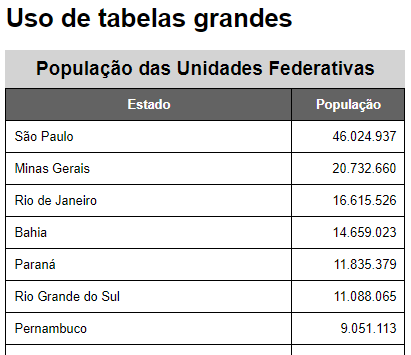 Uso de tabelas grandes
População das Unidades Federativas
Estado População
São Paulo 46.024.937
Minas Gerais 20.732.660
Rio de Janeiro 16.615.526
Bahia 14.659.023
Paraná 11.835.379
Rio Grande do Sul 11.088.065
Pernambuco 9.051.113